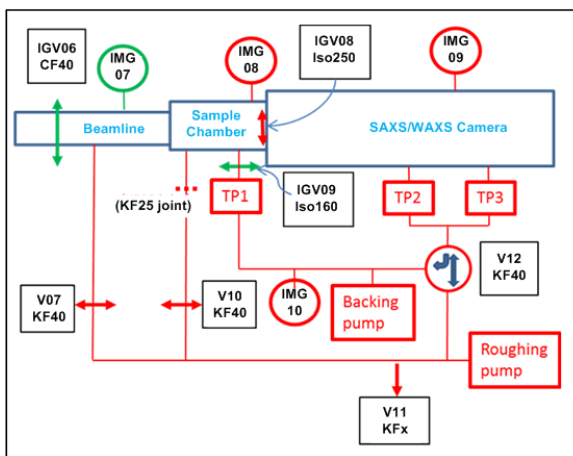 IGV06
CF40
IMG
07
IMG
08
IGV08
Iso250
IMG
09
Beamline
Sample
Chamber
SAXS/WAXS Camera
(KF25 joint)
TP1
IGV09
Iso160
TP2
TP3
V07
KF40
V10
KF40
IMG
10
Backing
pump
V12
KF40
Roughing
pump
V11
KFx